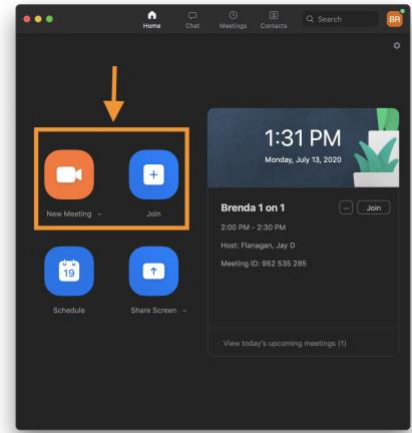 Home Chat Meetings Contacts Search BR
1:31 PM
Monday, July 13, 2020
New Meeting Join
Brenda 1 on 1 ... Join
2:00 PM - 2:30 PM
Host: Flanagan, Jay D
Meeting ID: 952 535 285
19
Schedule Share Screen
View today's upcoming meetings (1)